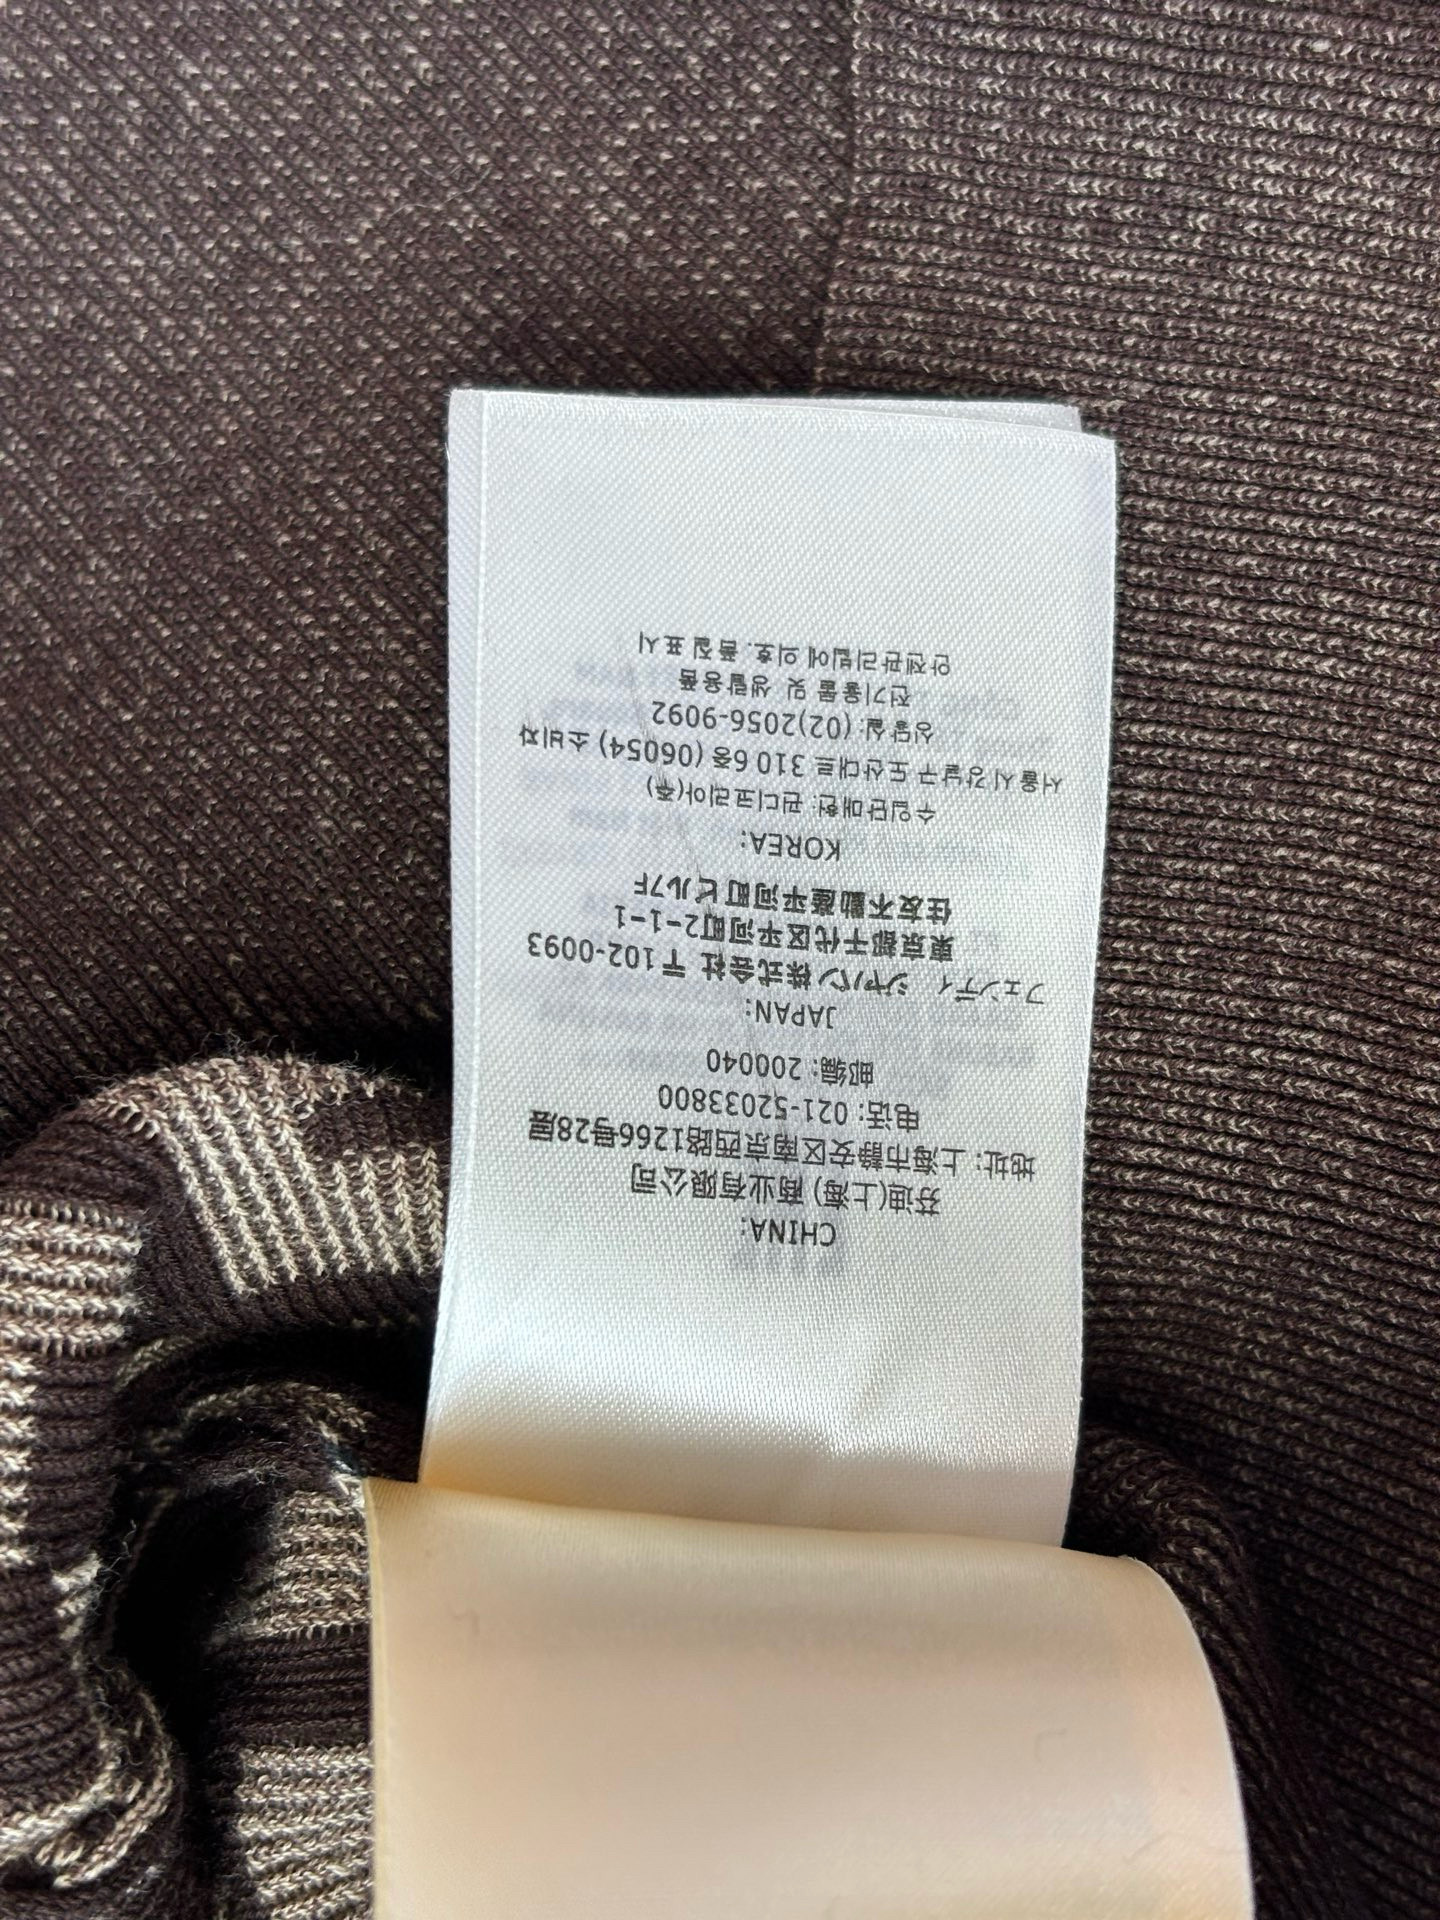 CHINA:
芬迪(上海) 商业有限公司
地址: 上海市静安区南京西路1266号28层
电话: 021-52033800
邮编: 200040
JAPAN:
フェンディ ジャパン株式会社 〒102-0093
東京都千代区平河町2-1-1
住友不動産平河町ビル7F
KOREA:
수입판매원: 펜디코리아(주)
서울시 강남구 도산대로 310 6층 (06054) 소비자
상담실: (02)2056-9092
전기용품 및 생활용품
안전관리법에 의한 품질표시